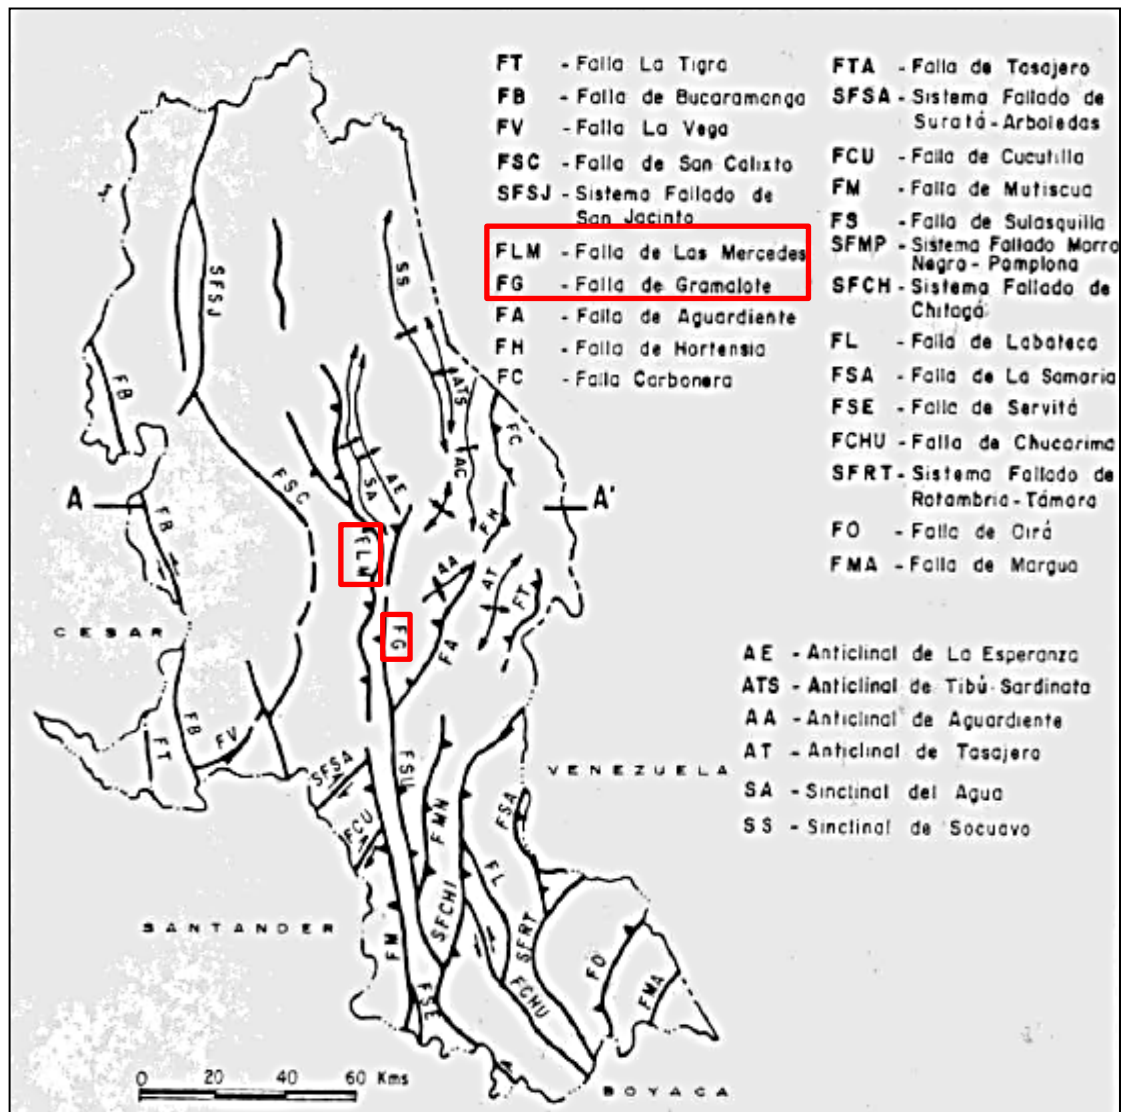 FT - Falla La Tigra
FB - Falla de Bucaramanga
FV - Falla La Vega
FSC - Falla de San Calixto
SFSJ - Sistema Fallado de
San Jacinto
FLM - Falla de Las Mercedes
FG - Falla de Gramalote
FA - Falla de Aguardiente
FH - Falla de Hortensia
FC - Falla Carbonera
FTA - Falla de Tasajero
SFSA - Sistema Fallado de
Suratá - Arboledas
FCU - Falla de Cucutilla
FM - Falla de Mutiscua
FS - Falla de Sulasquilla
SFMP - Sistema Fallado Morro
Negro - Pamplona
SFCH - Sistema Fallado de
Chitagá
FL - Falla de Labateca
FSA - Falla de La Samaria
FSE - Falla de Servitá
FCHU - Falla de Chucarima
SFRT - Sistema Fallado de
Ratambria - Támara
FO - Falla de Oirá
FMA - Falla de Margua
AE - Anticlinal de La Esperanza
ATS - Anticlinal de Tibú-Sardinata
AA - Anticlinal de Aguardiente
AT - Anticlinal de Tasajero
SA - Sinclinal del Agua
SS - Sinclinal de Socuavo
SFSJ
SS
FB
ATS
FC
FSC
SA
AE
AC
A
A'
FB
FH
FLM
AA
AT
FT
FG
FA
CESAR
FB
FT
FV
SFSA
FSU
VENEZUELA
FCU
FMN
FSA
FL
SFCHI
SANTANDER
FM
SFRT
FO
FMA
FSE
FCHU
0 20 40 60 Kms
BOYACA